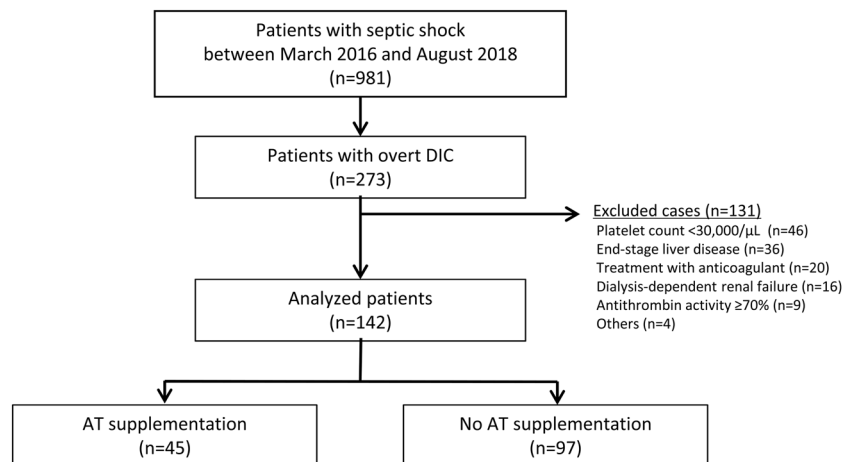 Patients with septic shock
between March 2016 and August 2018
(n=981)
Patients with overt DIC
(n=273)
Excluded cases (n=131)
Platelet count <30,000/μL (n=46)
End-stage liver disease (n=36)
Treatment with anticoagulant (n=20)
Dialysis-dependent renal failure (n=16)
Antithrombin activity ≥70% (n=9)
Others (n=4)
Analyzed patients
(n=142)
AT supplementation
(n=45)
No AT supplementation
(n=97)